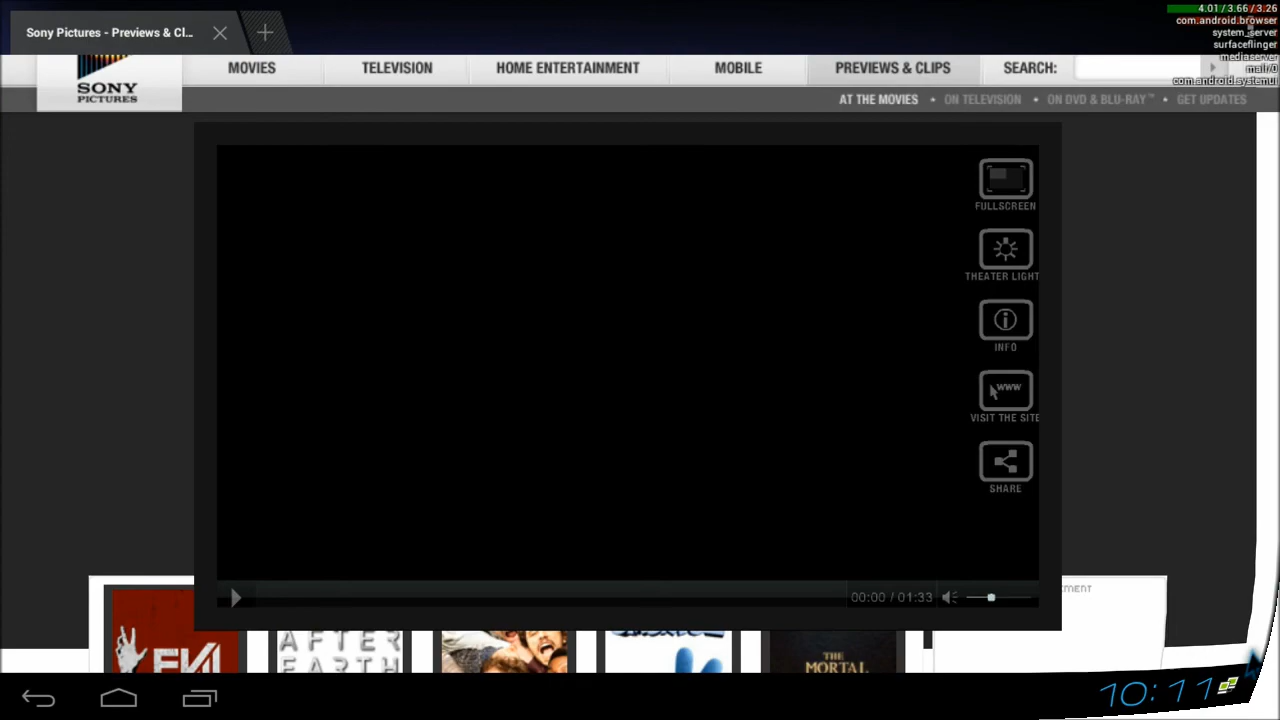 4.01 / 3.66 / 3.26
com.android.browser
system_server
surfaceflinger
mediaserver
mali/0
com.android.systemui
Sony Pictures - Previews & Cl...
SONY
PICTURES
MOVIES
TELEVISION
HOME ENTERTAINMENT
MOBILE
PREVIEWS & CLIPS
SEARCH:
AT THE MOVIES • ON TELEVISION • ON DVD & BLU-RAY™ • GET UPDATES
FULLSCREEN
THEATER LIGHT
INFO
WWW
VISIT THE SITE
SHARE
00:00 / 01:33
EVIL
AFTER
EARTH
THE
MORTAL
10:11